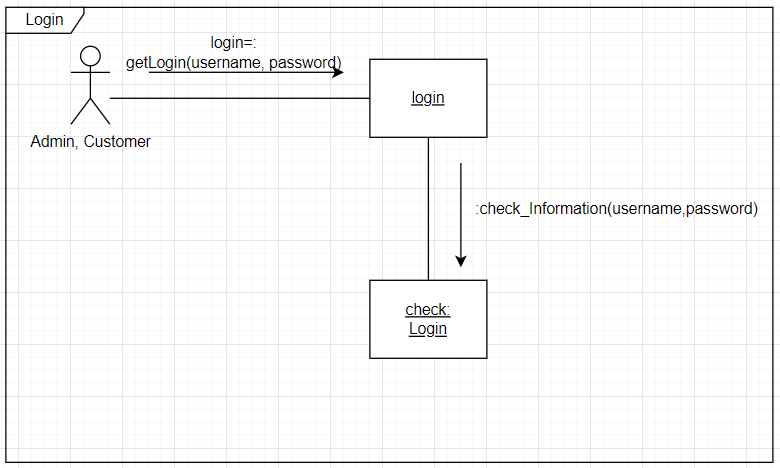 Login
login=:
getLogin(username, password)
login
Admin, Customer
:check_Information(username,password)
check:
Login